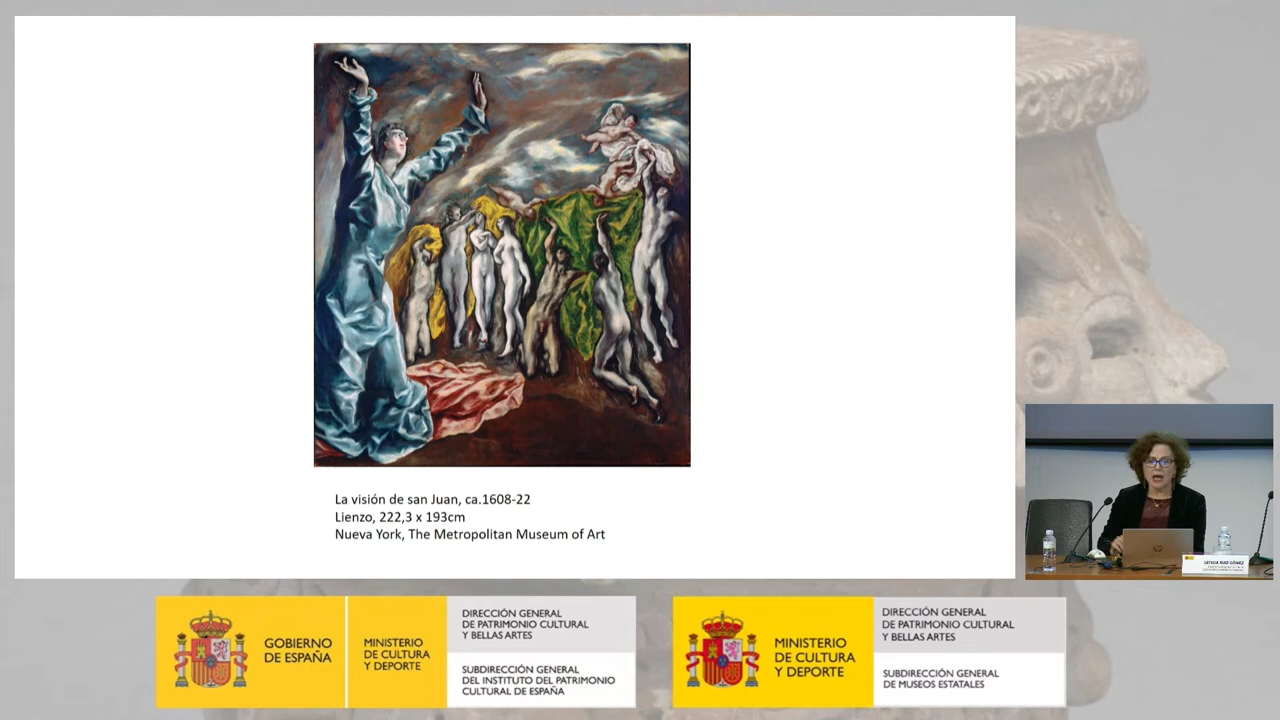 La visión de san Juan, ca.1608-22
Lienzo, 222,3 x 193cm
Nueva York, The Metropolitan Museum of Art
LETICIA RUIZ GÓMEZ
GOBIERNO
DE ESPAÑA
MINISTERIO
DE CULTURA
Y DEPORTE
DIRECCIÓN GENERAL
DE PATRIMONIO CULTURAL
Y BELLAS ARTES
SUBDIRECCIÓN GENERAL
DEL INSTITUTO DEL PATRIMONIO
CULTURAL DE ESPAÑA
MINISTERIO
DE CULTURA
Y DEPORTE
DIRECCIÓN GENERAL
DE PATRIMONIO CULTURAL
Y BELLAS ARTES
SUBDIRECCIÓN GENERAL
DE MUSEOS ESTATALES